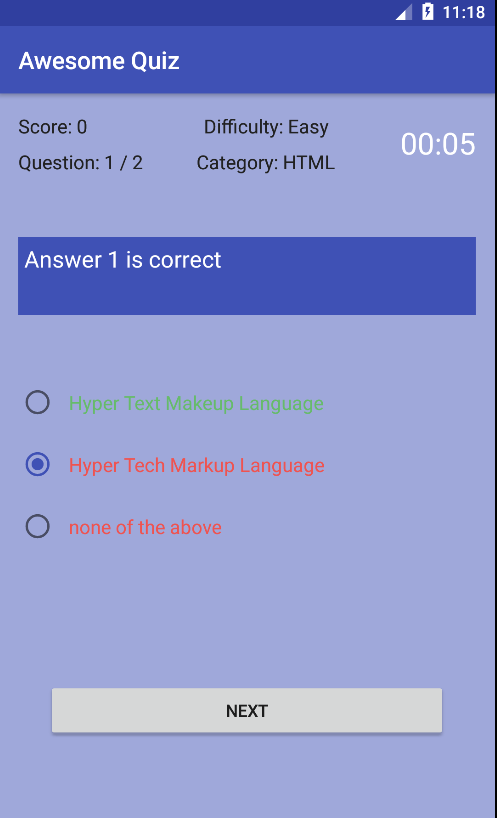 11:18
Awesome Quiz
Score: 0
Difficulty: Easy
00:05
Question: 1 / 2
Category: HTML
Answer 1 is correct
Hyper Text Makeup Language
Hyper Tech Markup Language
none of the above
NEXT